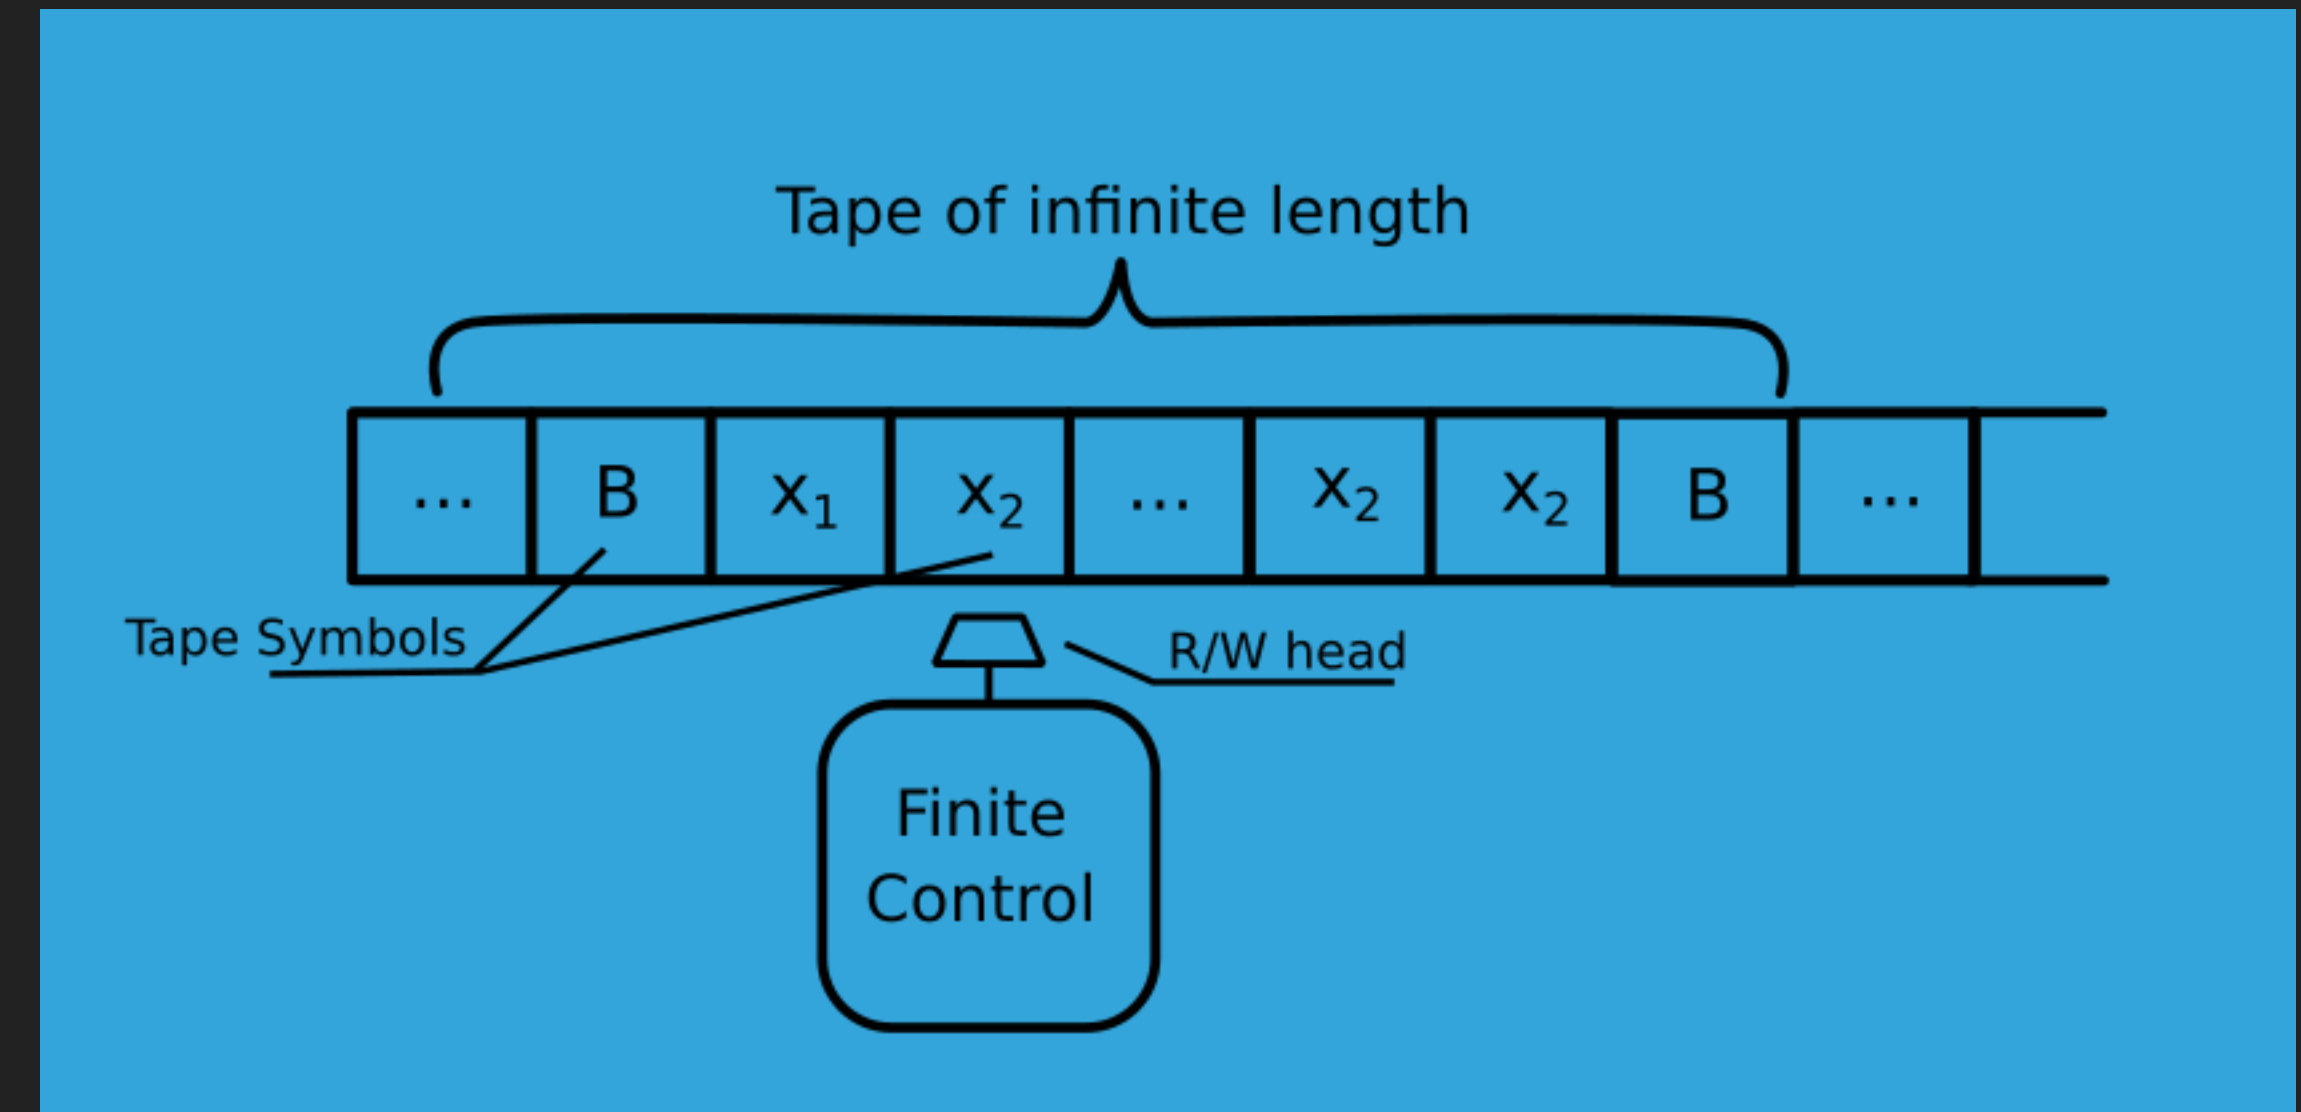 Tape of infinite length
... B x₁ x₂ ... x₂ x₂ B ...
Tape Symbols
R/W head
Finite
Control